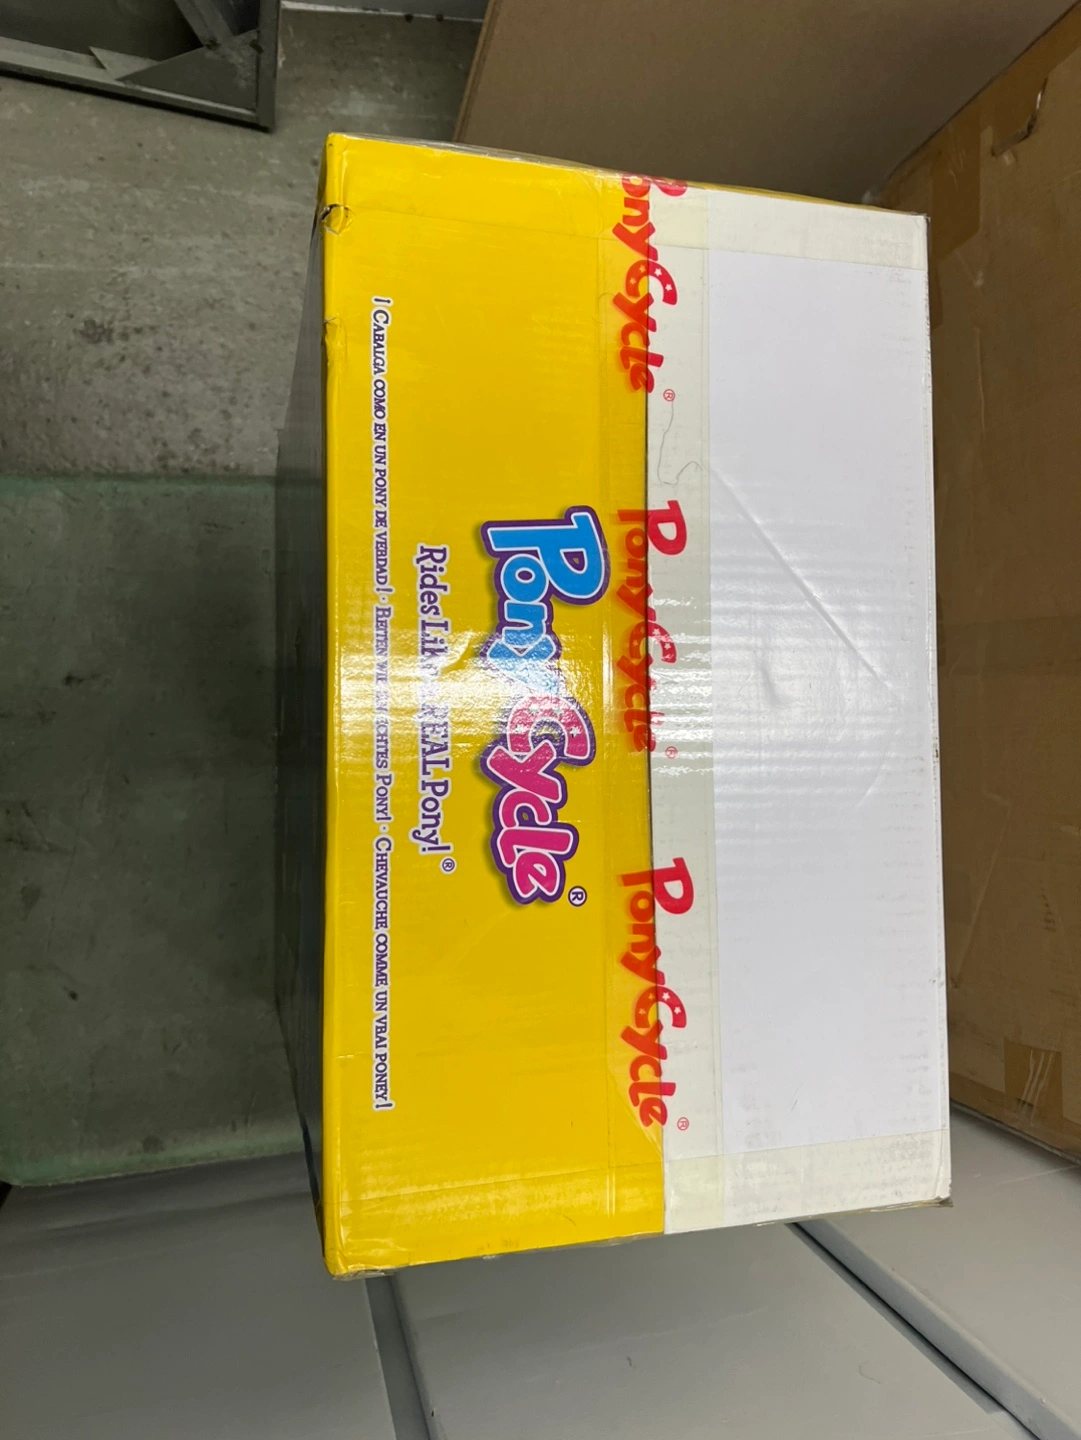 PonyCycle®
Rides Like a REAL Pony!®
¡CABALGA COMO EN UN PONY DE VERDAD! • REITEN WIE EIN ECHTES PONY! • CHEVAUCHE COMME UN VRAI PONEY!
PonyCycle®
PonyCycle®
PonyCycle®